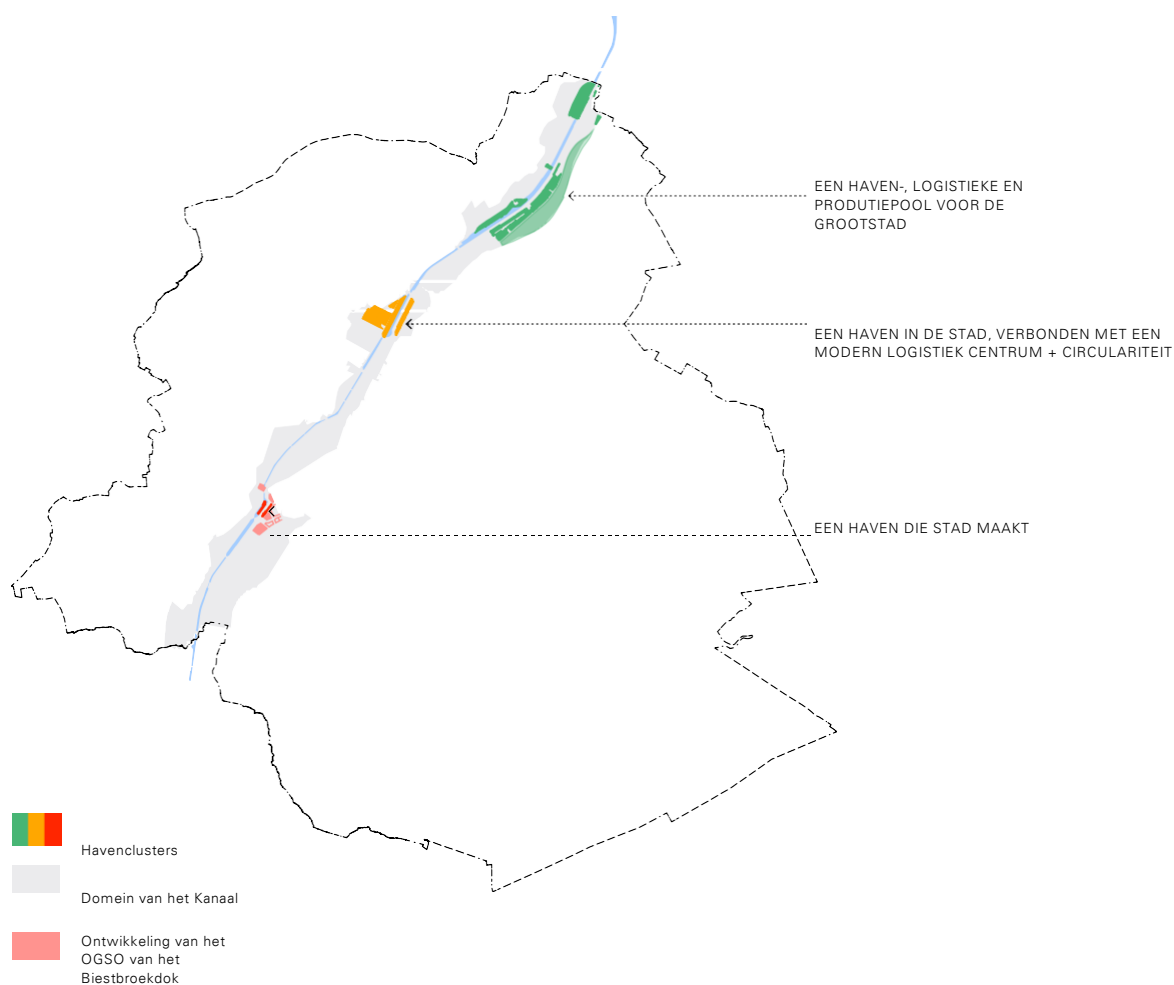 EEN HAVEN-, LOGISTIEKE EN
PRODUTIEPOOL VOOR DE
GROOTSTAD
EEN HAVEN IN DE STAD, VERBONDEN MET EEN
MODERN LOGISTIEK CENTRUM + CIRCULARITEIT
EEN HAVEN DIE STAD MAAKT
Havenclusters
Domein van het Kanaal
Ontwikkeling van het
OGSO van het
Biestbroekdok